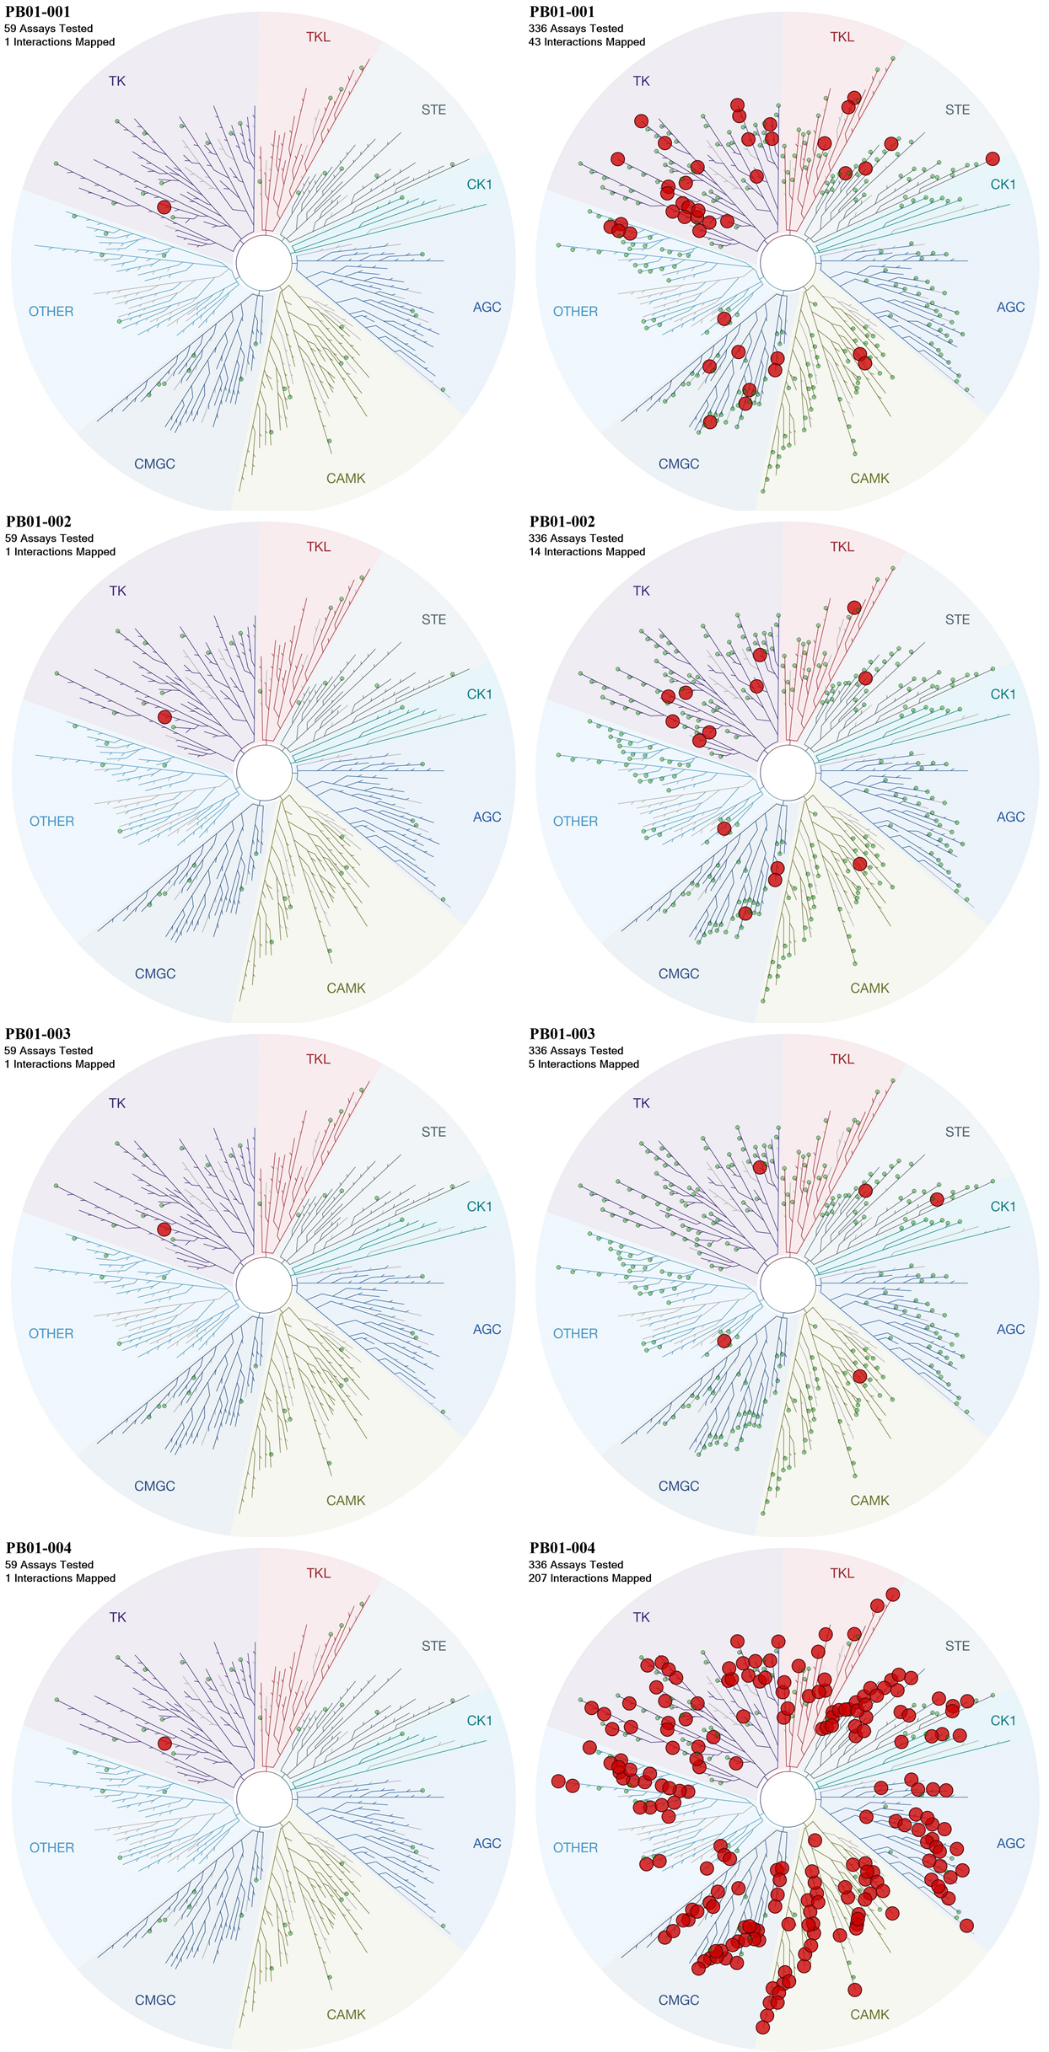 PB01-001
59 Assays Tested
1 Interactions Mapped
TKL
TK
STE
CK1
OTHER
AGC
CMGC
CAMK
PB01-001
336 Assays Tested
43 Interactions Mapped
TKL
TK
STE
CK1
OTHER
AGC
CMGC
CAMK
PB01-002
59 Assays Tested
1 Interactions Mapped
TKL
TK
STE
CK1
OTHER
AGC
CMGC
CAMK
PB01-002
336 Assays Tested
14 Interactions Mapped
TKL
TK
STE
CK1
OTHER
AGC
CMGC
CAMK
PB01-003
59 Assays Tested
1 Interactions Mapped
TKL
TK
STE
CK1
OTHER
AGC
CMGC
CAMK
PB01-003
336 Assays Tested
5 Interactions Mapped
TKL
TK
STE
CK1
OTHER
AGC
CMGC
CAMK
PB01-004
59 Assays Tested
1 Interactions Mapped
TKL
TK
STE
CK1
OTHER
AGC
CMGC
CAMK
PB01-004
336 Assays Tested
207 Interactions Mapped
TKL
TK
STE
CK1
OTHER
AGC
CMGC
CAMK